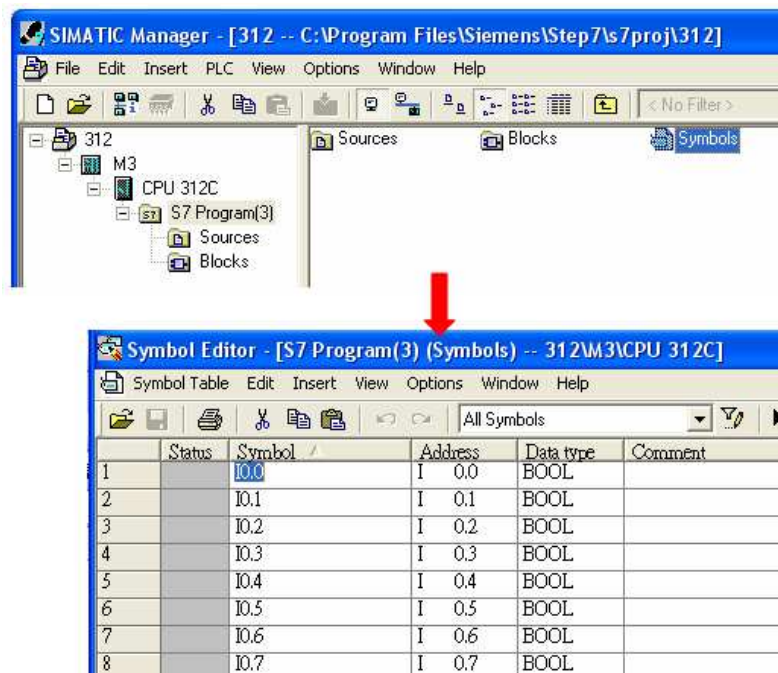 SIMATIC Manager - [312 -- C:\Program Files\Siemens\Step7\s7proj\312]
File Edit Insert PLC View Options Window Help
< No Filter >
312
M3
CPU 312C
S7 Program(3)
Sources
Blocks
Sources Blocks Symbols
Symbol Editor - [S7 Program(3) (Symbols) -- 312\M3\CPU 312C]
Symbol Table Edit Insert View Options Window Help
All Symbols
Status Symbol Address Data type Comment
1 I0.0 I 0.0 BOOL
2 I0.1 I 0.1 BOOL
3 I0.2 I 0.2 BOOL
4 I0.3 I 0.3 BOOL
5 I0.4 I 0.4 BOOL
6 I0.5 I 0.5 BOOL
7 I0.6 I 0.6 BOOL
8 I0.7 I 0.7 BOOL